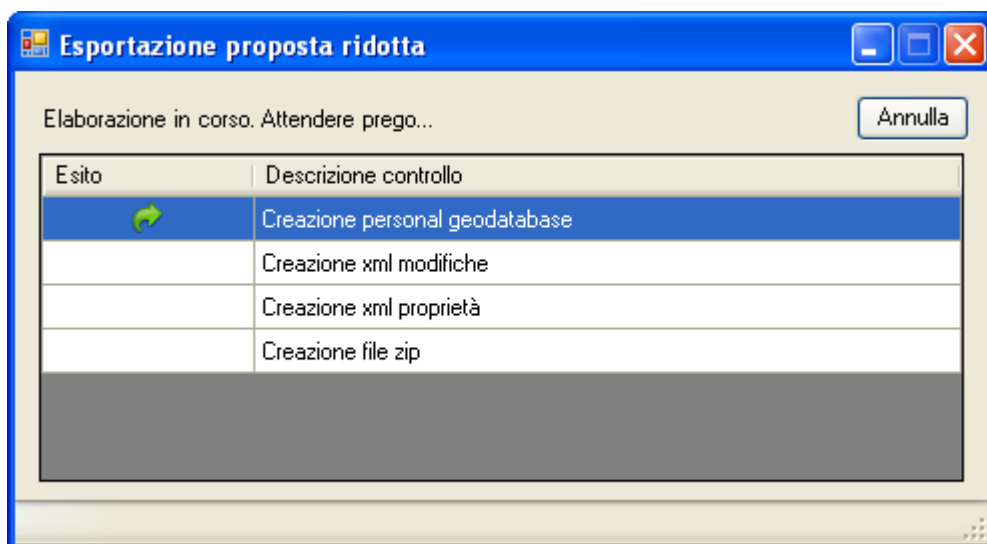 Esportazione proposta ridotta
Elaborazione in corso. Attendere prego...
Annulla
Esito Descrizione controllo
Creazione personal geodatabase
Creazione xml modifiche
Creazione xml proprietà
Creazione file zip